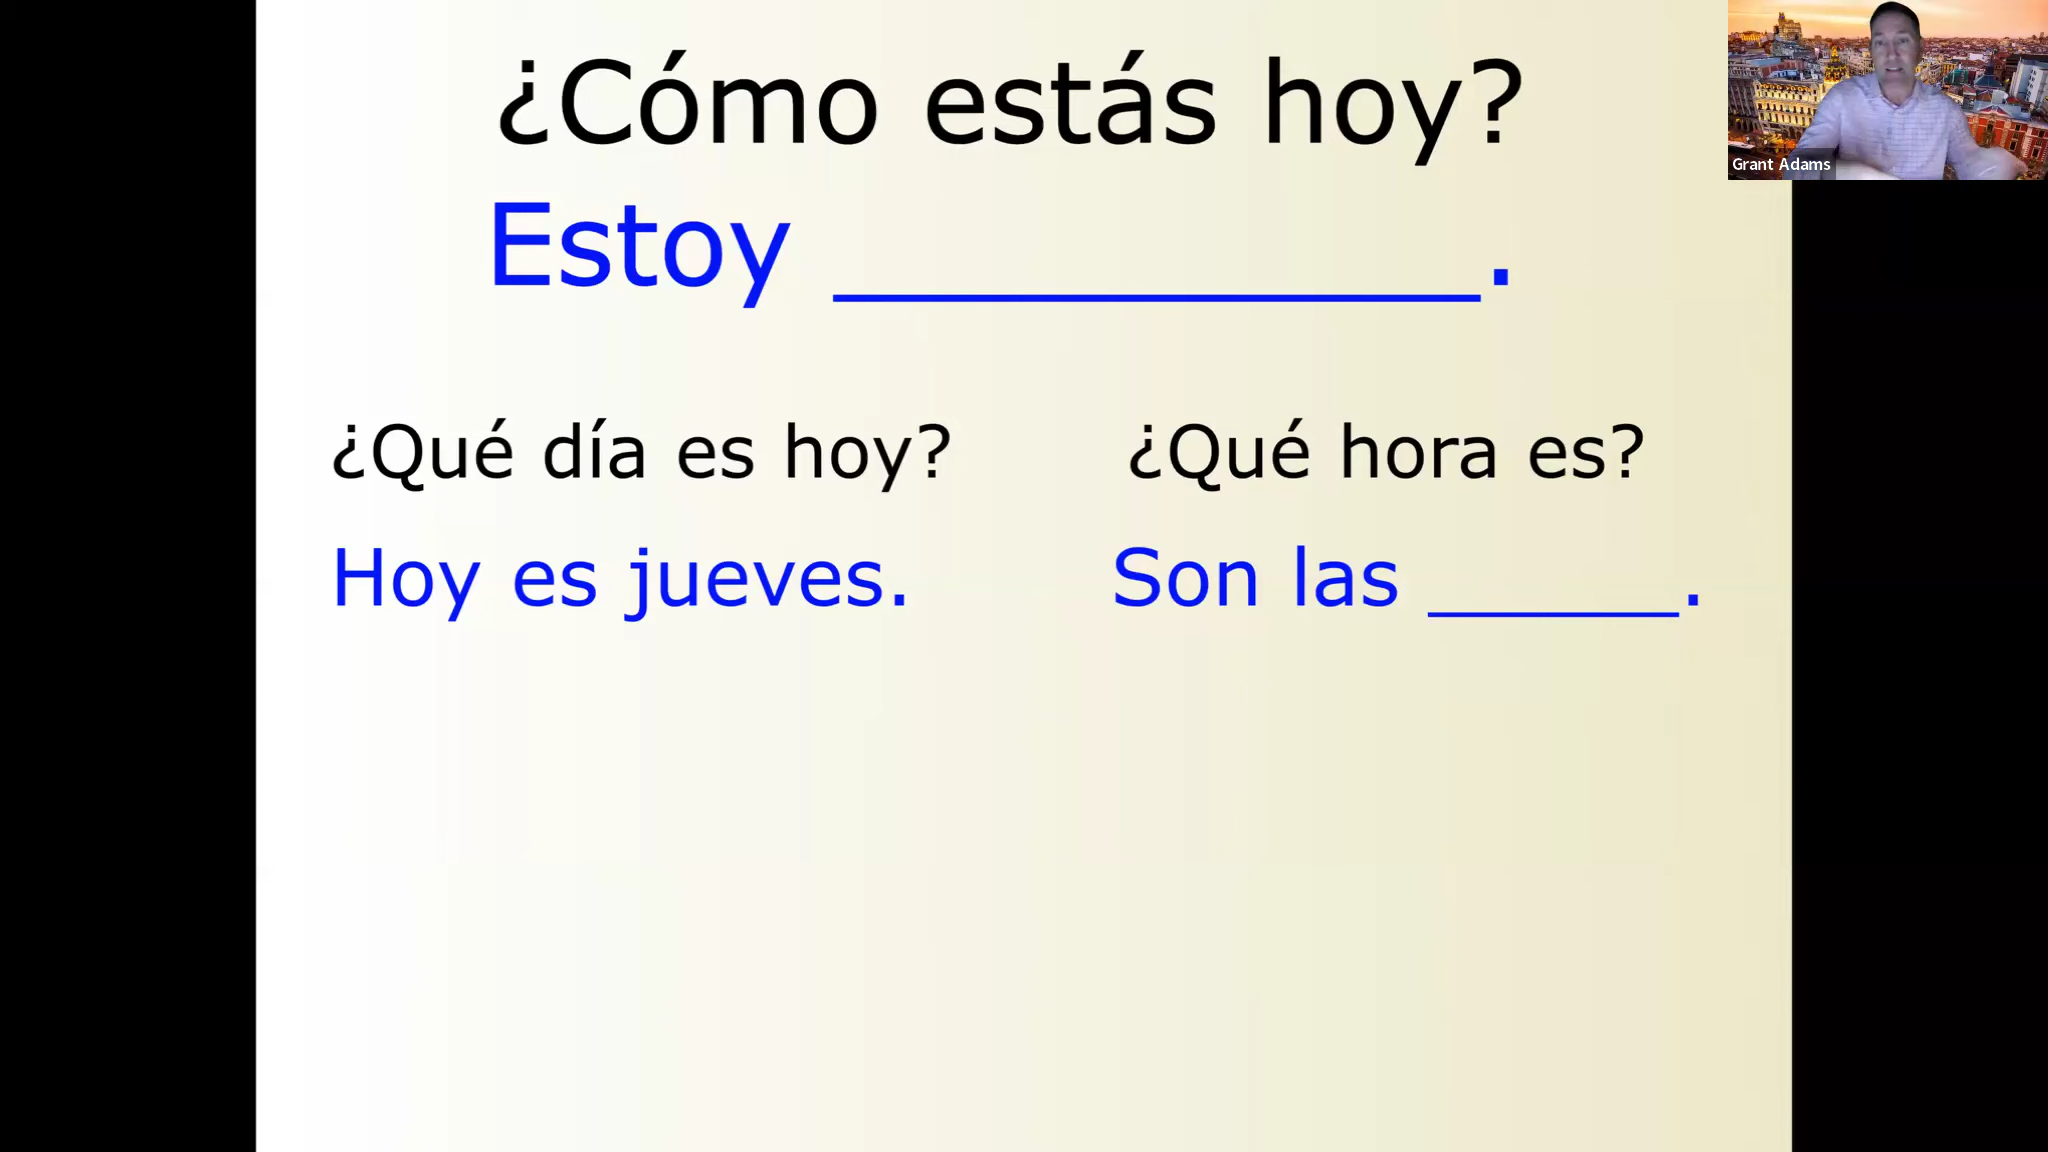 ¿Cómo estás hoy?
Estoy __________.
¿Qué día es hoy?
Hoy es jueves.
¿Qué hora es?
Son las _____.
Grant Adams